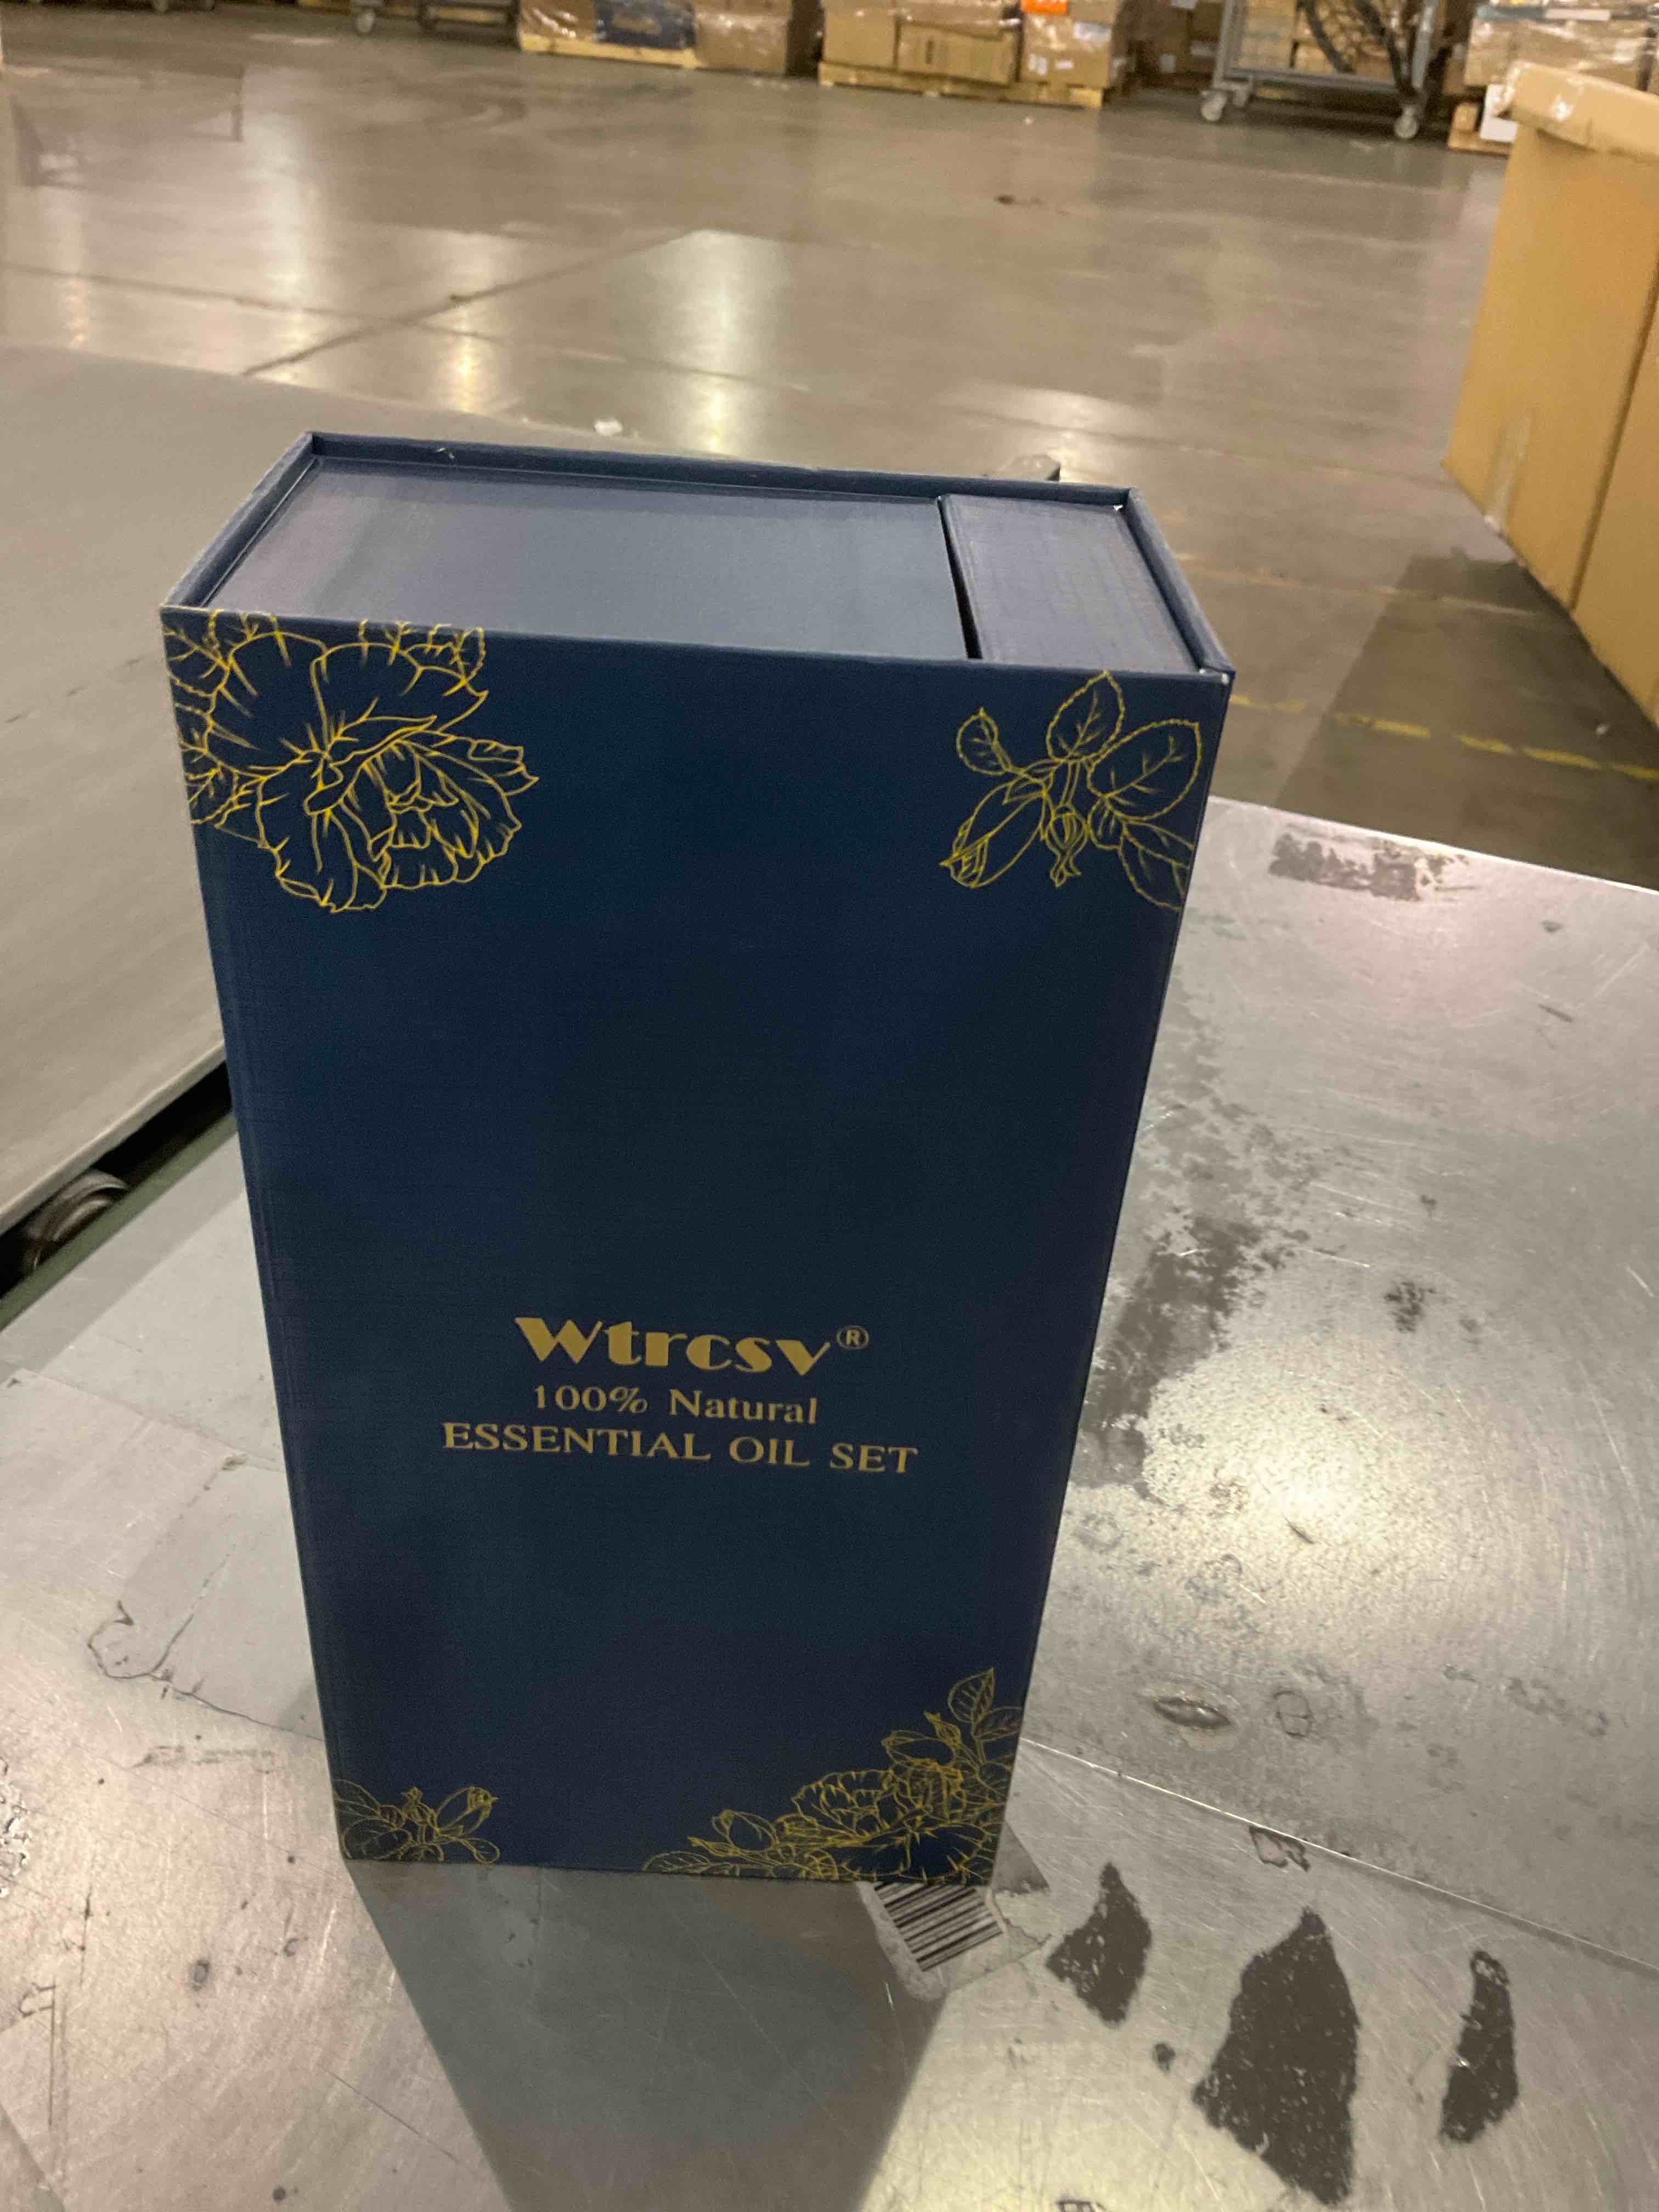 Wtrcsv®
100% Natural
ESSENTIAL OIL SET